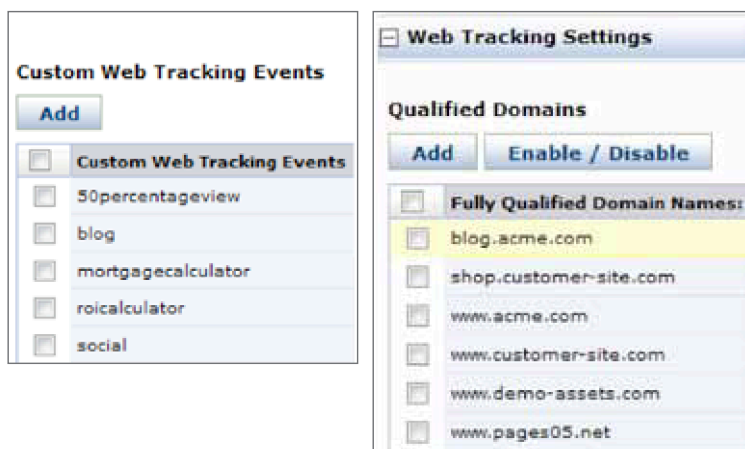 Custom Web Tracking Events
Add
Custom Web Tracking Events
50percentageview
blog
mortgagecalculator
roicalculator
social
Web Tracking Settings
Qualified Domains
Add Enable / Disable
Fully Qualified Domain Names:
blog.acme.com
shop.customer-site.com
www.acme.com
www.customer-site.com
www.demo-assets.com
www.pages05.net